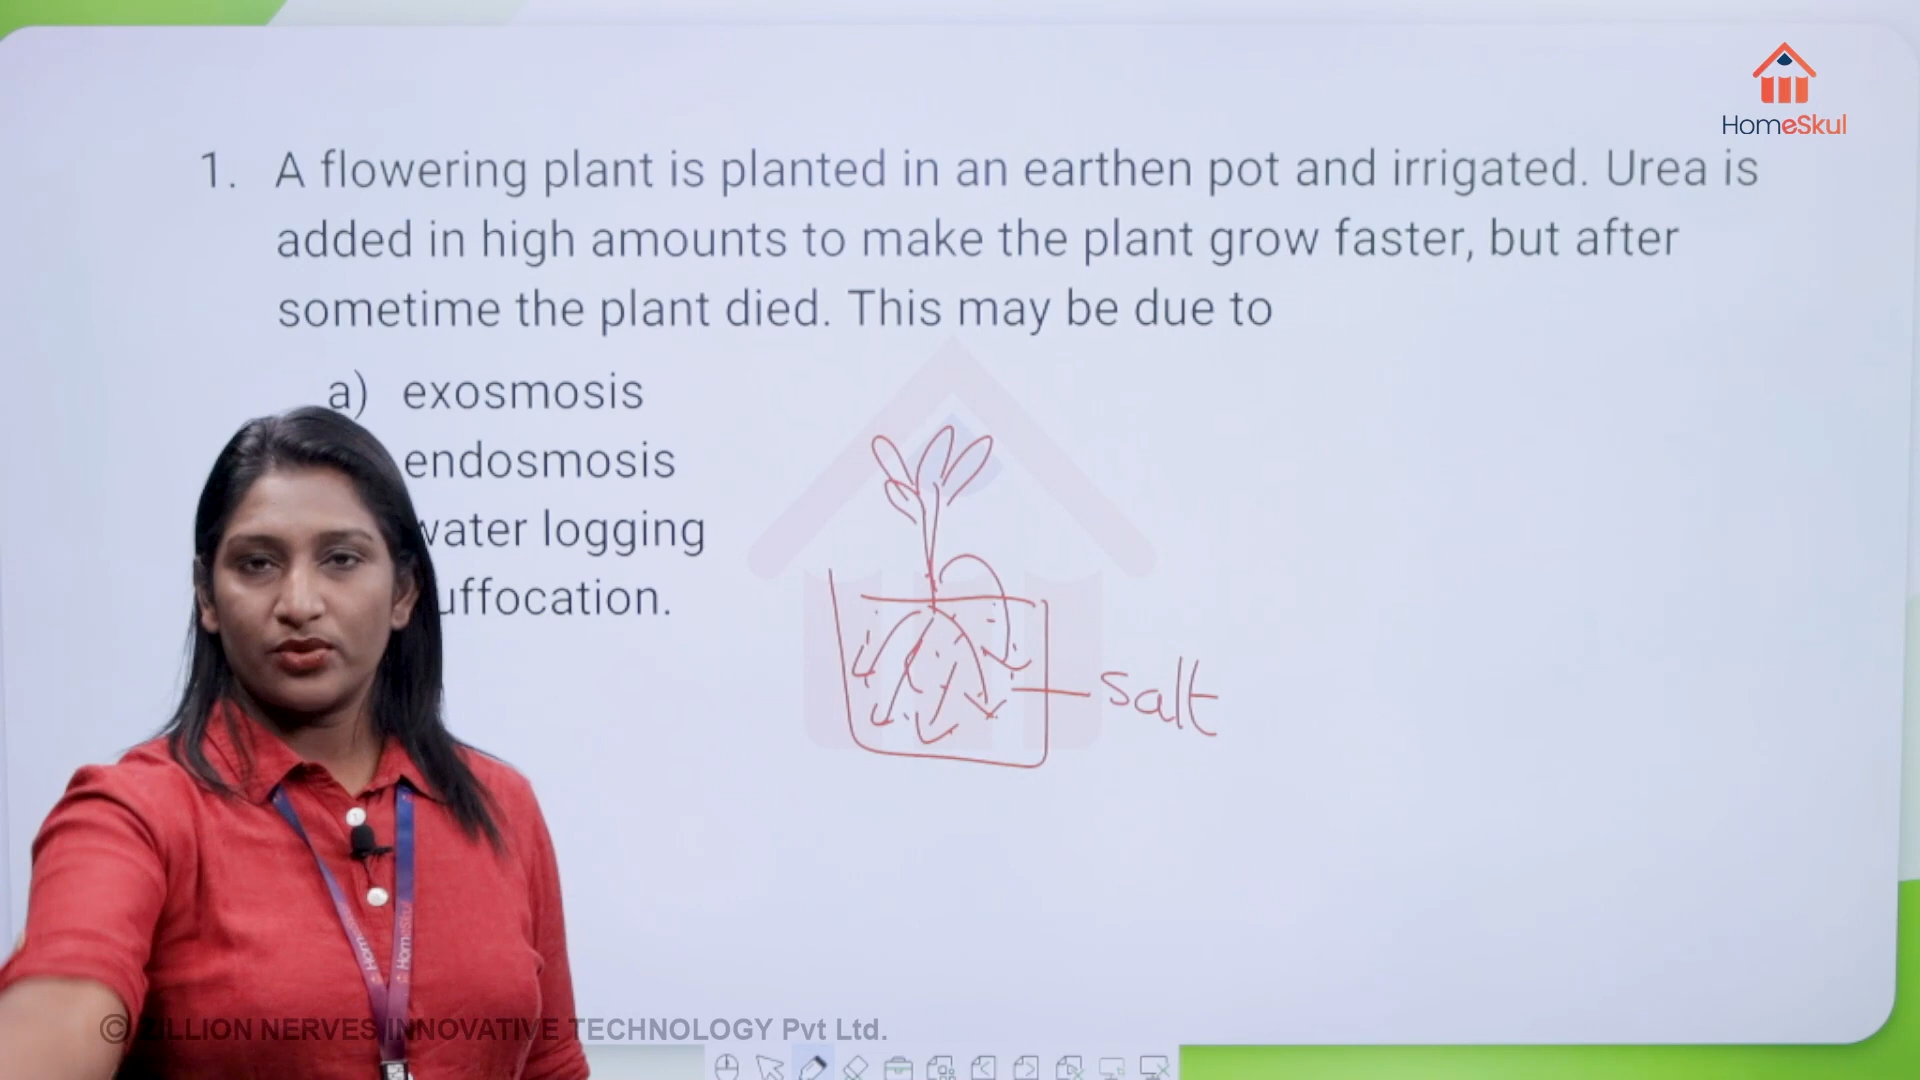 HomeSkul
1. A flowering plant is planted in an earthen pot and irrigated. Urea is
added in high amounts to make the plant grow faster, but after
sometime the plant died. This may be due to
a) exosmosis
endosmosis
water logging
uffocation.
salt
HomeSkul
© ZILLION NERVES INNOVATIVE TECHNOLOGY Pvt Ltd.